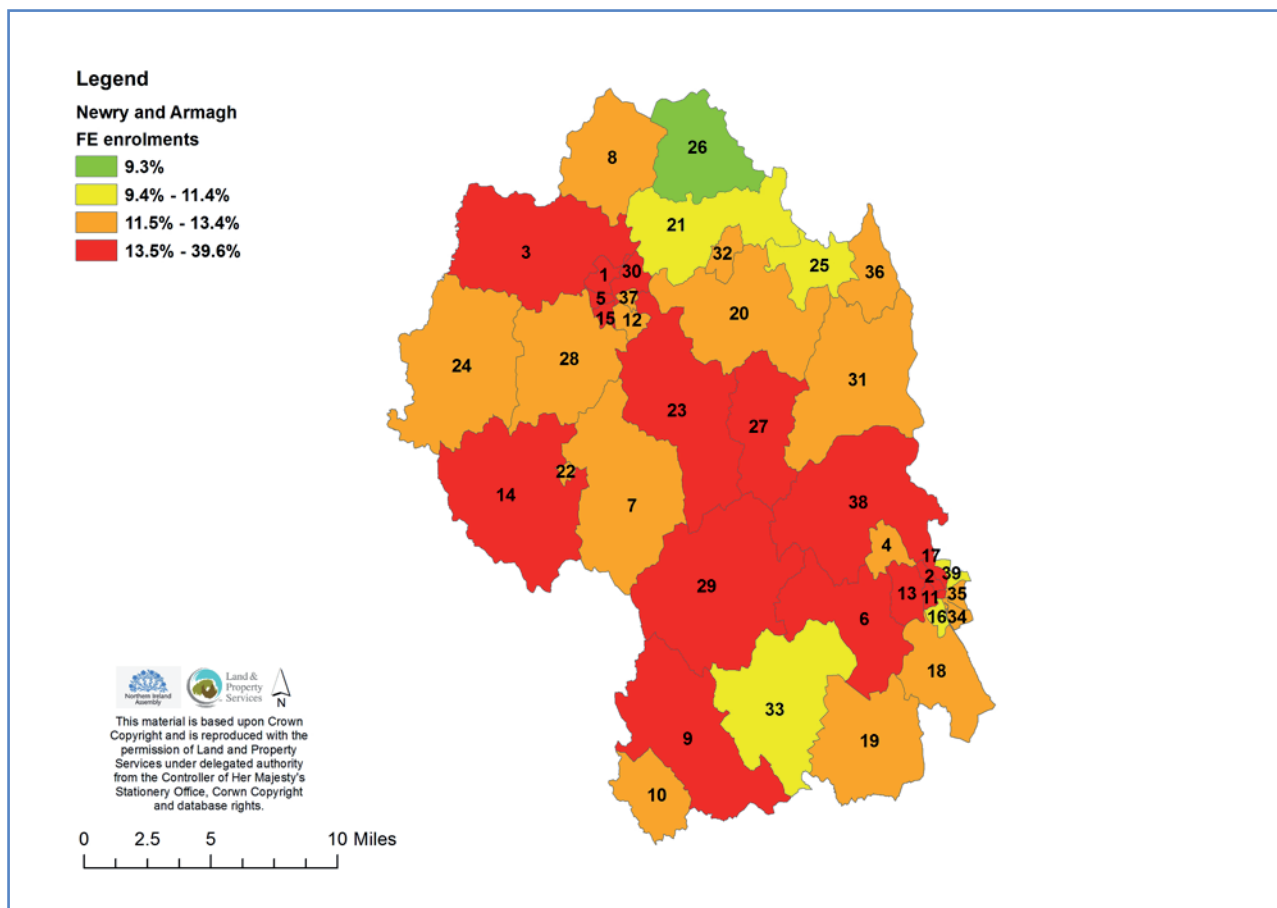 Legend
Newry and Armagh
FE enrolments
9.3%
9.4% - 11.4%
11.5% - 13.4%
13.5% - 39.6%
26
8
21
3
32
25
36
1
30
5
37
15
12
20
24
28
31
23
27
22
14
7
38
4
17
2
39
13
11
35
16
34
29
6
18
33
19
9
10
Northern Ireland
Assembly
Land &
Property
Services
N
This material is based upon Crown
Copyright and is reproduced with the
permission of Land and Property
Services under delegated authority
from the Controller of Her Majesty's
Stationery Office, Corwn Copyright
and database rights.
0 2.5 5 10 Miles